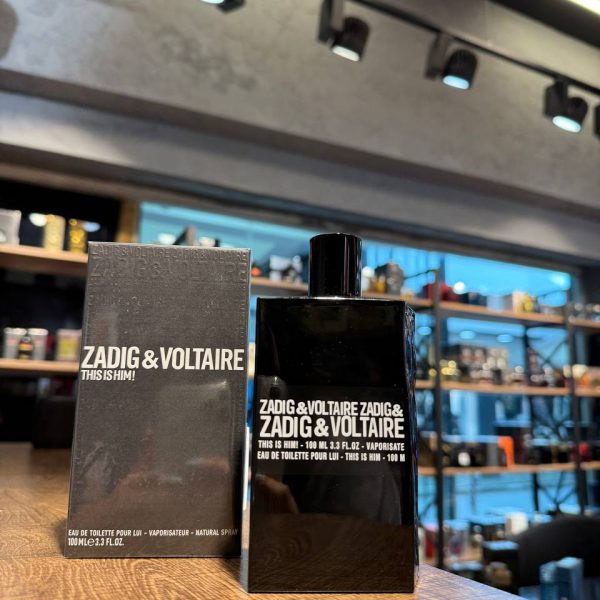 ZADIG&VOLTAIRE
ZADIG&VOLTAIRE
THIS IS HIM!
EAU DE TOILETTE POUR LUI - VAPORISATEUR - NATURAL SPRAY
100 ML℮3.3 FL.OZ.
ZADIG&VOLTAIRE ZADIG&
ZADIG&VOLTAIRE
THIS IS HIM! - 100 ML 3.3 FL.OZ. - VAPORISATE
EAU DE TOILETTE POUR LUI - THIS IS HIM - 100 M